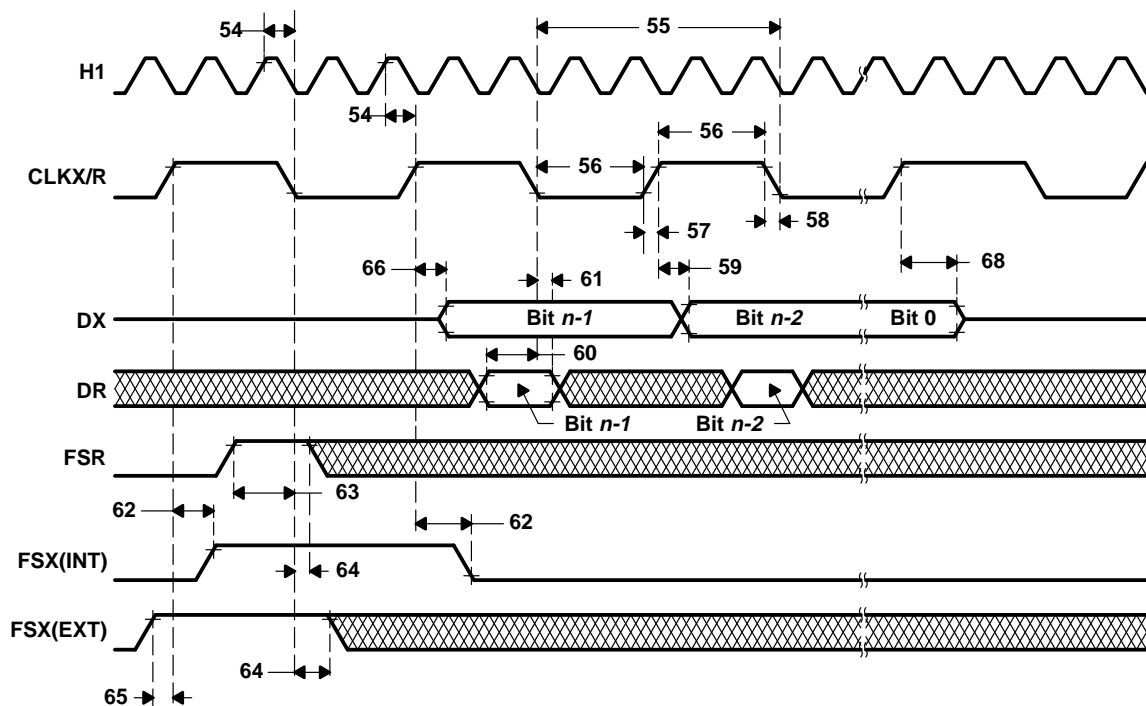 54
55
H1
54
56
56
CLKX/R
57
58
66
61
59
68
DX
Bit n-1
Bit n-2
Bit 0
60
DR
Bit n-1
Bit n-2
FSR
63
62
62
FSX(INT)
64
FSX(EXT)
64
65